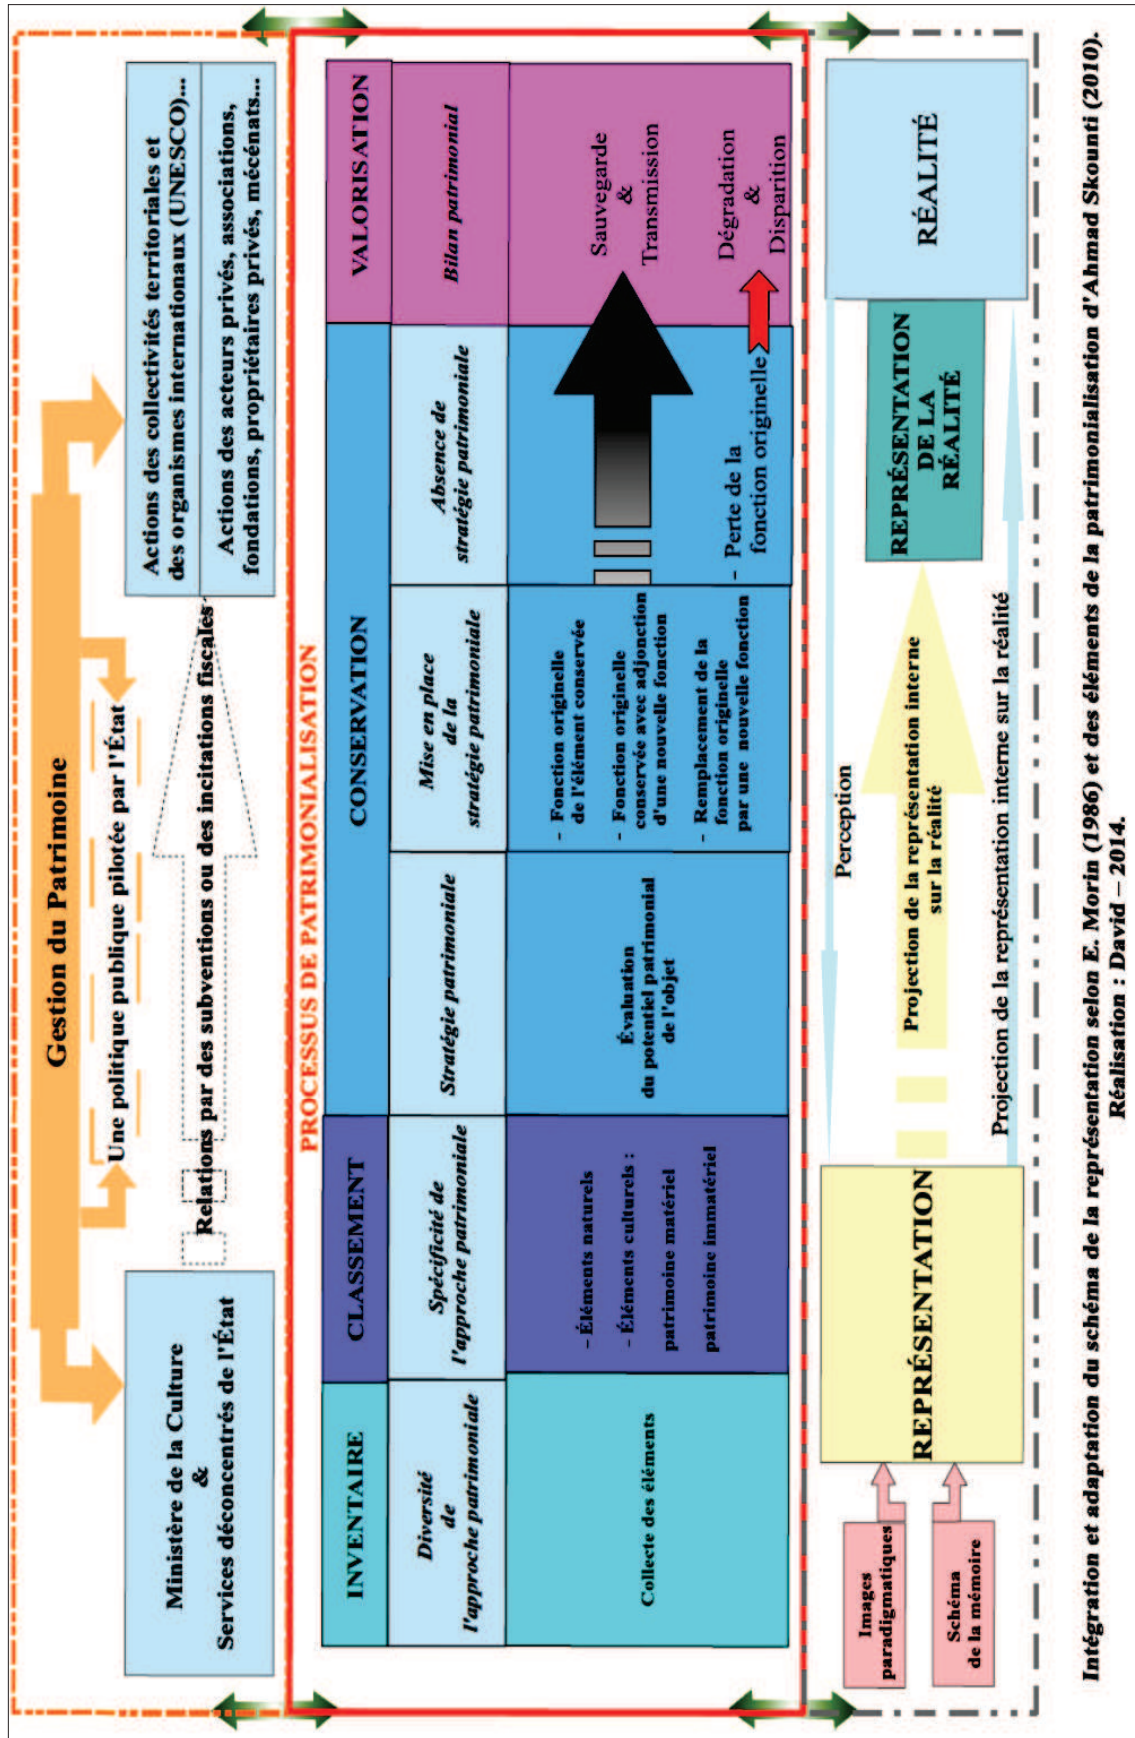 Gestion du Patrimoine
Une politique publique pilotée par l'État
Ministère de la Culture
&
Services déconcentrés de l'État
Relations par des subventions ou des incitations fiscales
Actions des collectivités territoriales et
des organismes internationaux (UNESCO)...
Actions des acteurs privés, associations,
fondations, propriétaires privés, mécénats...
PROCESSUS DE PATRIMONIALISATION
INVENTAIRE
CLASSEMENT
CONSERVATION
VALORISATION
Diversité
de
l'approche patrimoniale
Spécificité de
l'approche patrimoniale
Stratégie patrimoniale
Mise en place
de la
stratégie patrimoniale
Absence de
stratégie patrimoniale
Bilan patrimonial
Collecte des éléments
- Éléments naturels
- Éléments culturels :
patrimoine matériel
patrimoine immatériel
Évaluation
du potentiel patrimonial
de l'objet
- Fonction originelle
de l'élément conservée
- Fonction originelle
conservée avec adjonction
d'une nouvelle fonction
- Remplacement de la
fonction originelle
par une nouvelle fonction
- Perte de la
fonction originelle
Sauvegarde
&
Transmission
Dégradation
&
Disparition
Images
paradigmatiques
Schéma
de la mémoire
REPRÉSENTATION
Perception
Projection de la représentation interne
sur la réalité
Projection de la représentation interne sur la réalité
REPRÉSENTATION
DE LA
RÉALITÉ
RÉALITÉ
Intégration et adaptation du schéma de la représentation selon E. Morin (1986) et des éléments de la patrimonialisation d'Ahmad Skounti (2010).
Réalisation : David – 2014.